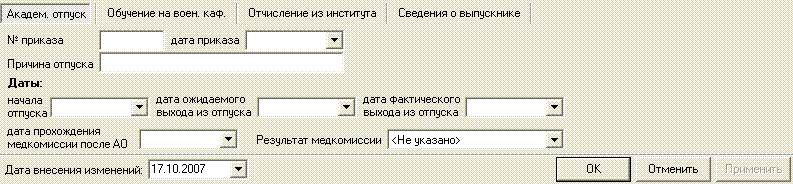 Академ. отпуск Обучение на воен. каф. Отчисление из института Сведения о выпускнике
№ приказа дата приказа
Причина отпуска
Даты:
начала отпуска дата ожидаемого выхода из отпуска дата фактического выхода из отпуска
дата прохождения медкомиссии после АО Результат медкомиссии <Не указано>
Дата внесения изменений: 17.10.2007 OK Отменить Применить